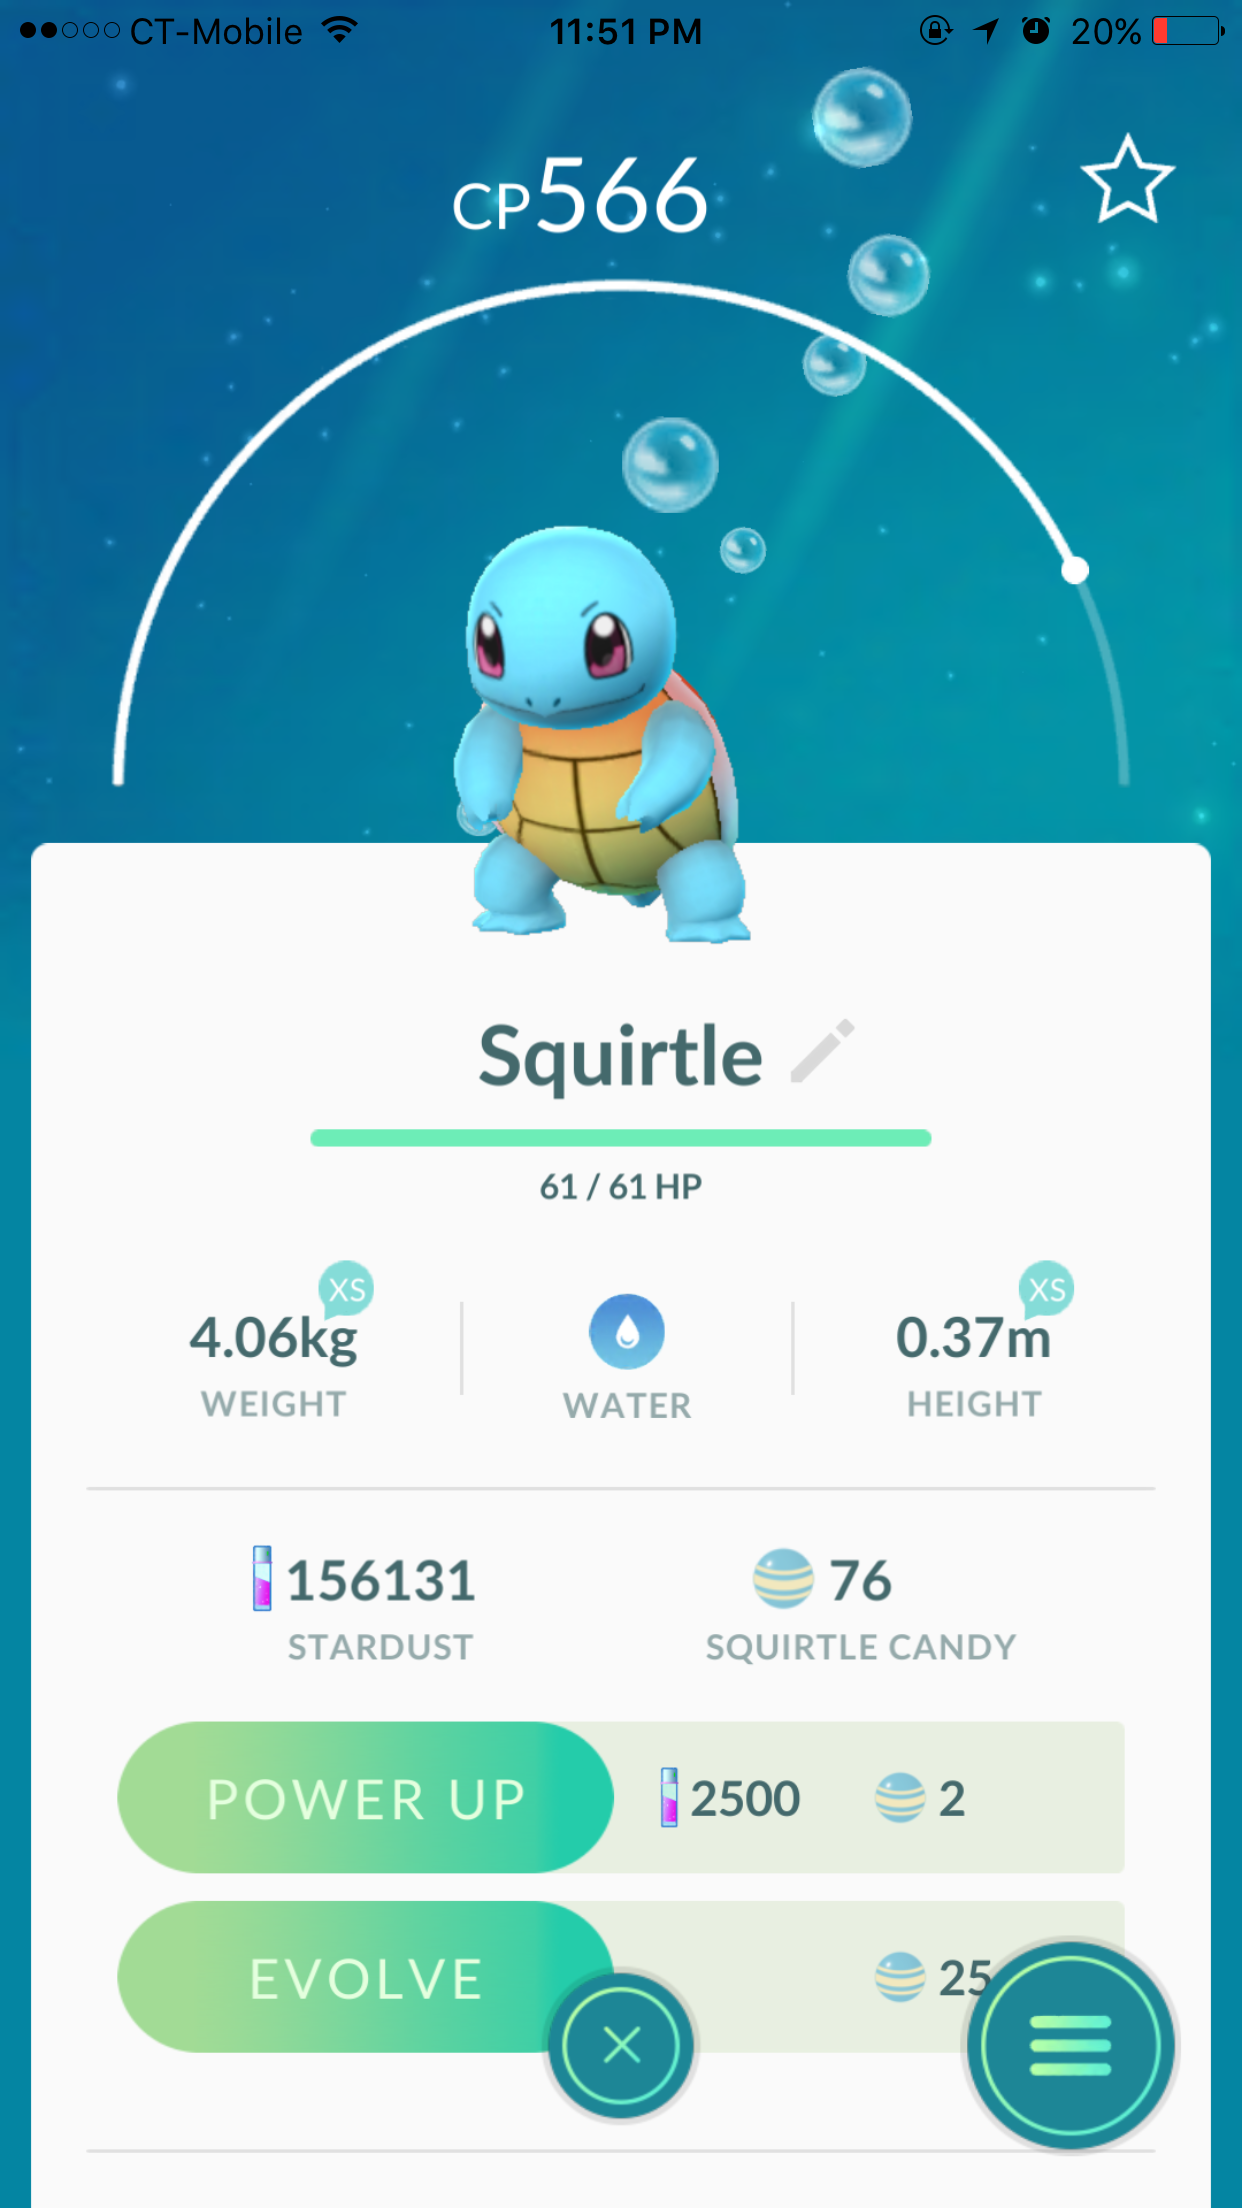 CT-Mobile 11:51 PM 20%
CP566
Squirtle
61 / 61 HP
XS XS
4.06kg 0.37m
WEIGHT WATER HEIGHT
156131 76
STARDUST SQUIRTLE CANDY
POWER UP 2500 2
EVOLVE 25